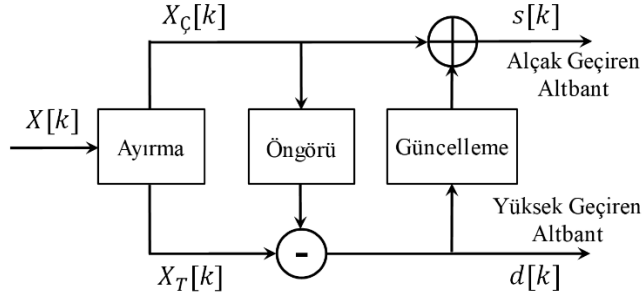 X_Ç[k]
s[k]
Alçak Geçiren
Altbant
X[k]
Ayırma
Öngörü
Güncelleme
Yüksek Geçiren
Altbant
-
X_T[k]
d[k]